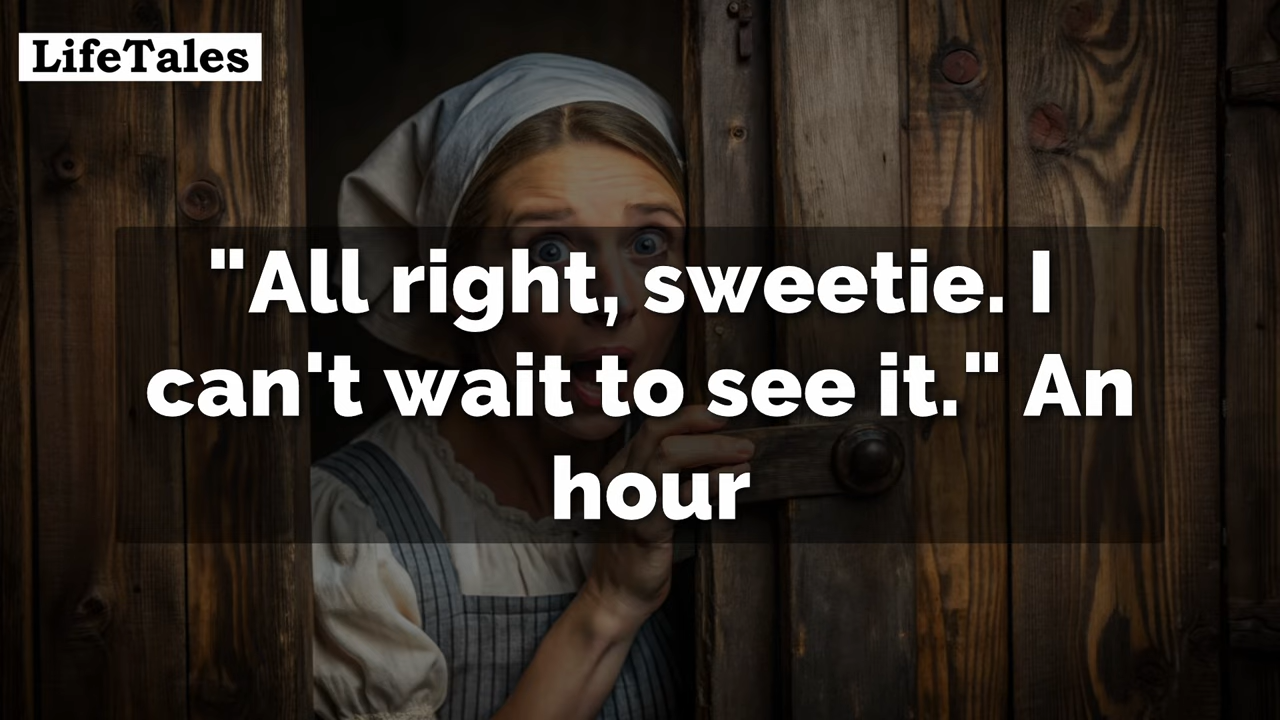 LifeTales
"All right, sweetie. I
can't wait to see it." An
hour